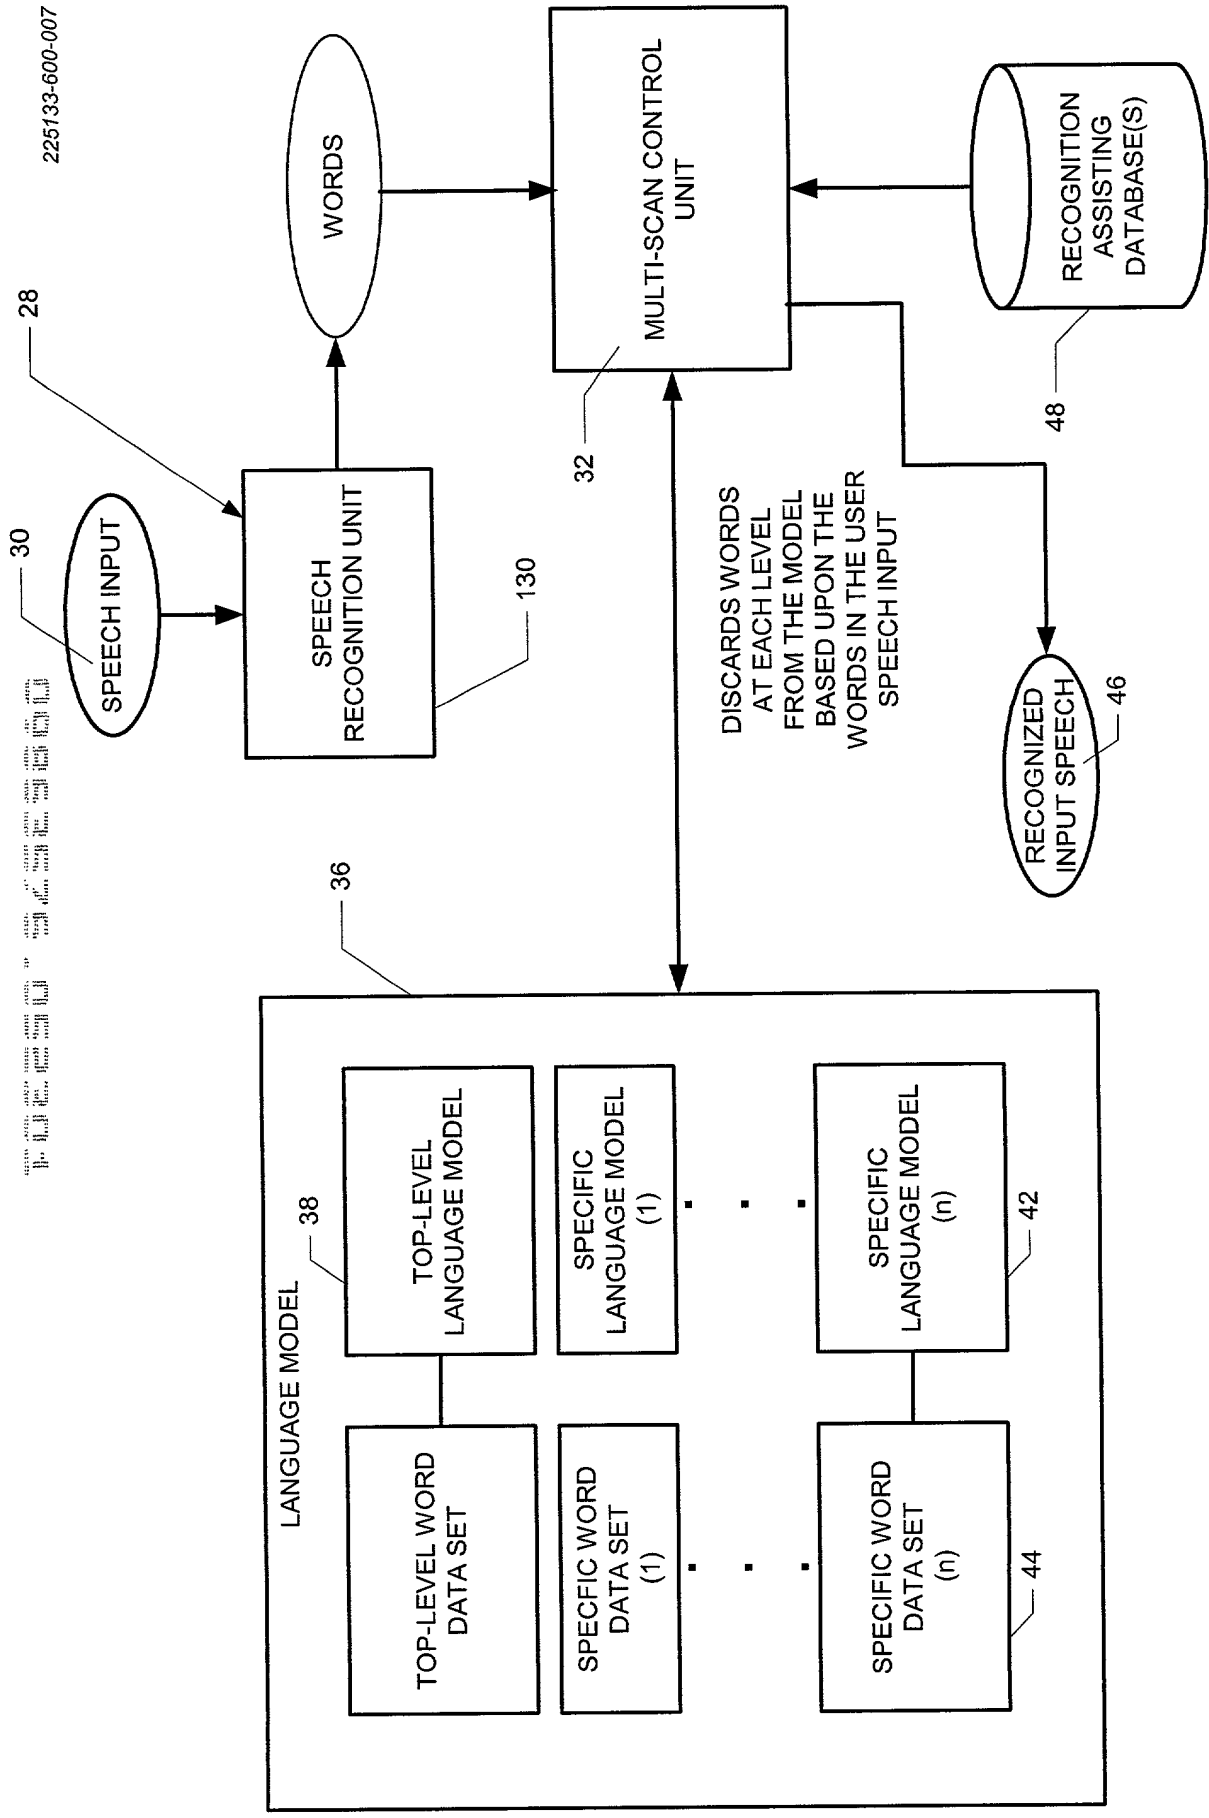 225133-600-007
30
SPEECH INPUT
28
SPEECH
RECOGNITION UNIT
130
WORDS
MULTI-SCAN CONTROL
UNIT
32
RECOGNITION
ASSISTING
DATABASE(S)
48
DISCARDS WORDS
AT EACH LEVEL
FROM THE MODEL
BASED UPON THE
WORDS IN THE USER
SPEECH INPUT
RECOGNIZED
INPUT SPEECH
46
36
LANGUAGE MODEL
38
TOP-LEVEL WORD
DATA SET
TOP-LEVEL
LANGUAGE MODEL
SPECFIC WORD
DATA SET
(1)
SPECIFIC
LANGUAGE MODEL
(1)
SPECIFIC WORD
DATA SET
(n)
44
SPECIFIC
LANGUAGE MODEL
(n)
42